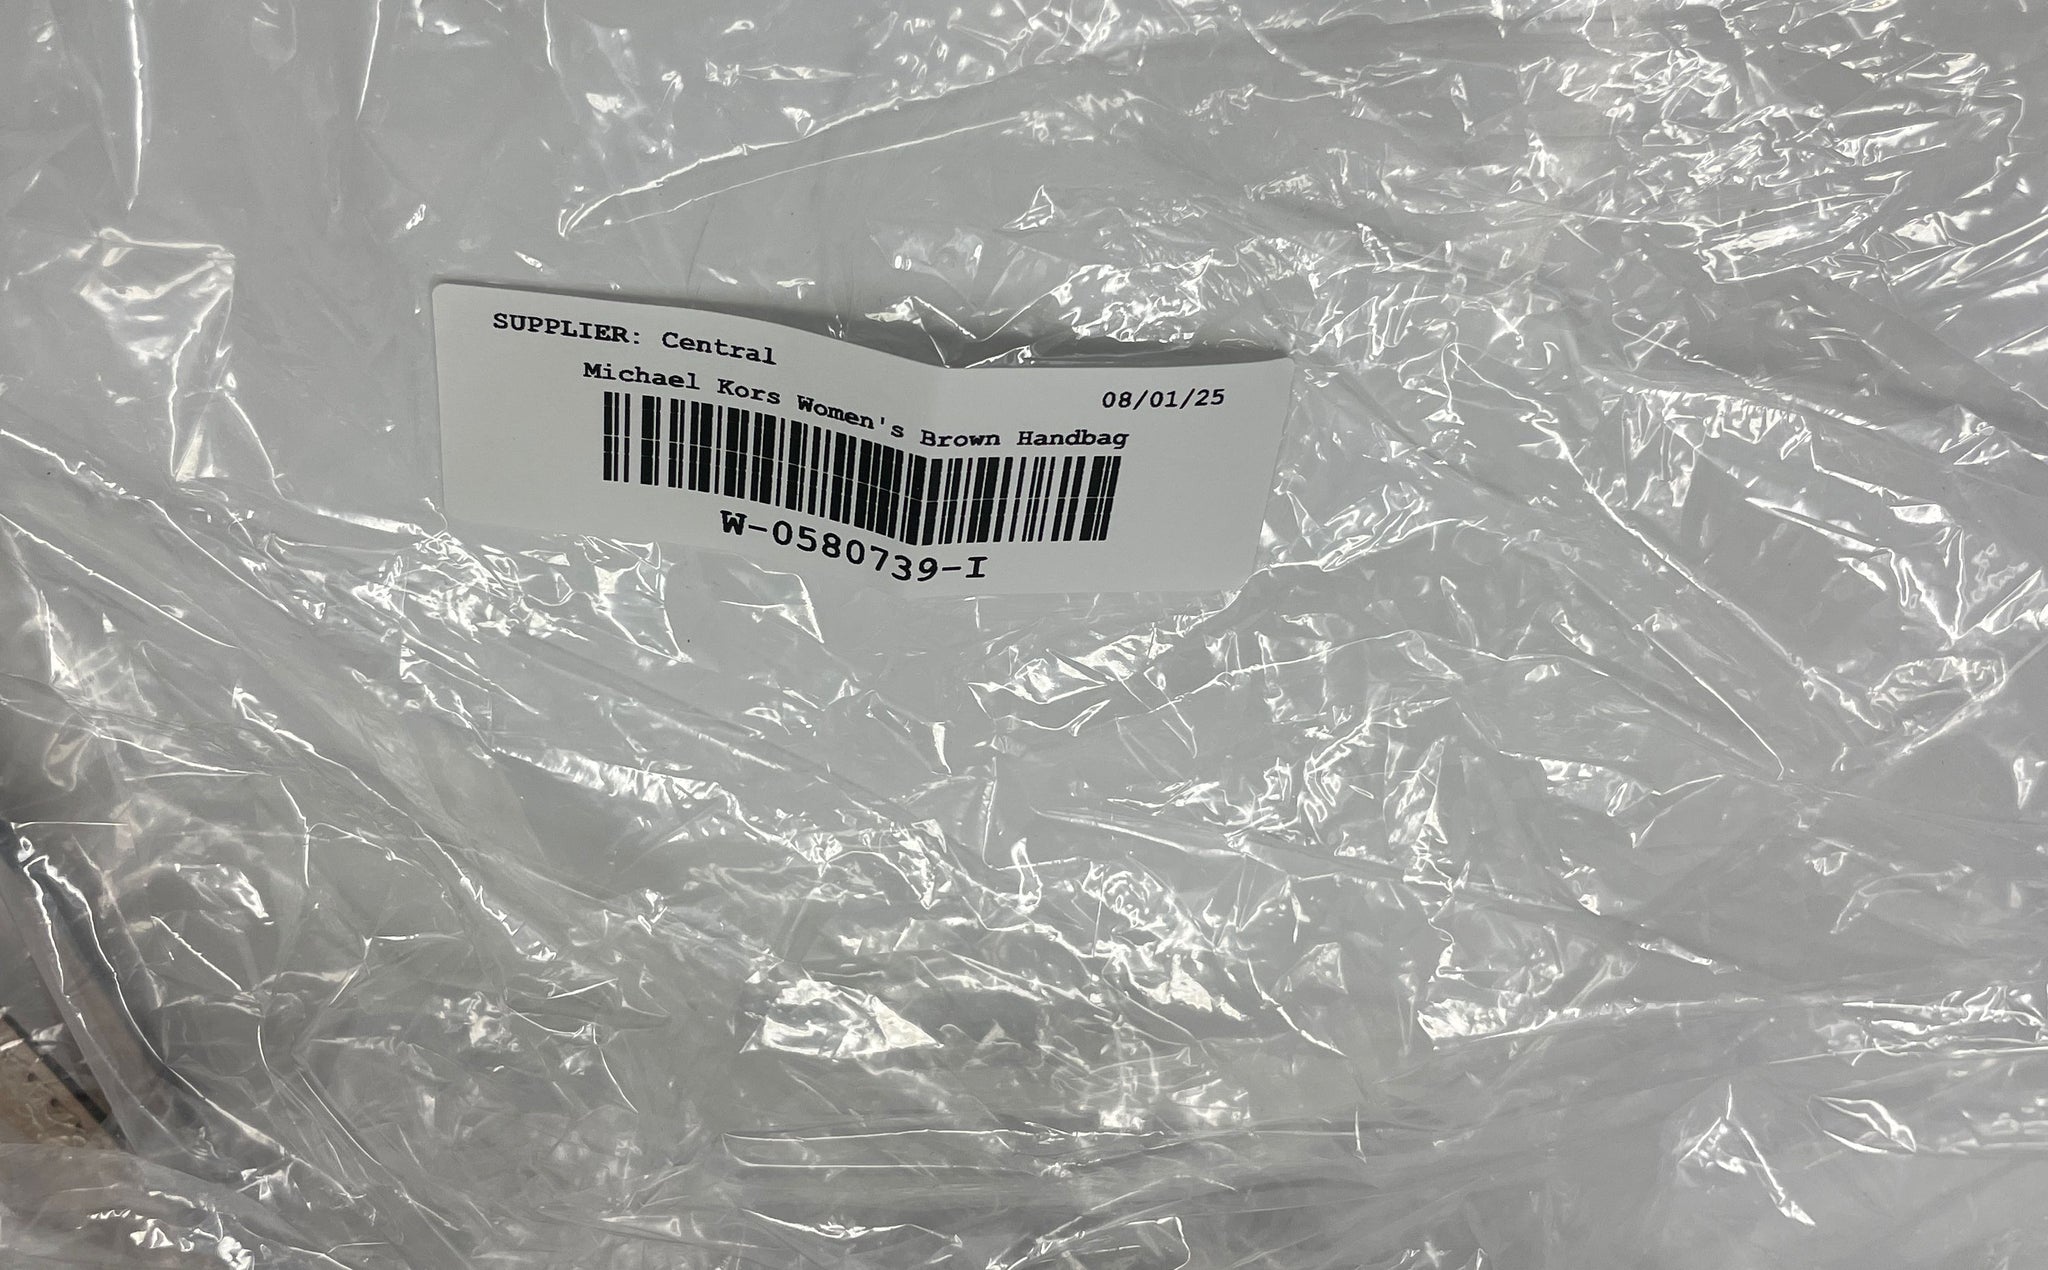 SUPPLIER: Central
08/01/25
Michael Kors Women's Brown Handbag
W-0580739-I